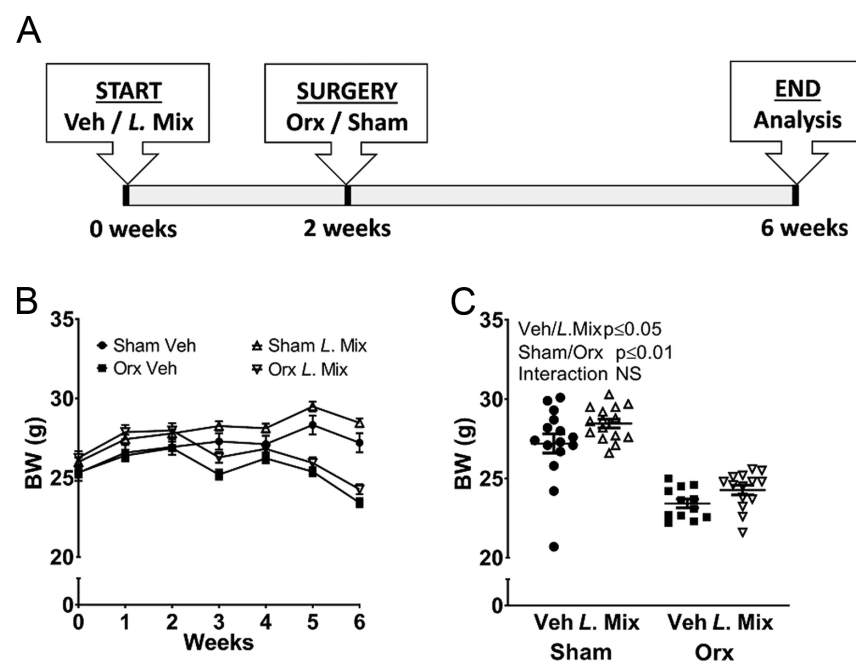 A
START
Veh / L. Mix
SURGERY
Orx / Sham
END
Analysis
0 weeks
2 weeks
6 weeks
B
35
30
25
20
0
BW (g)
Sham Veh
Sham L. Mix
Orx Veh
Orx L. Mix
0 1 2 3 4 5 6
Weeks
C
35
30
25
20
0
BW (g)
Veh/L.Mix p≤0.05
Sham/Orx p≤0.01
Interaction NS
Veh L. Mix Veh L. Mix
Sham Orx